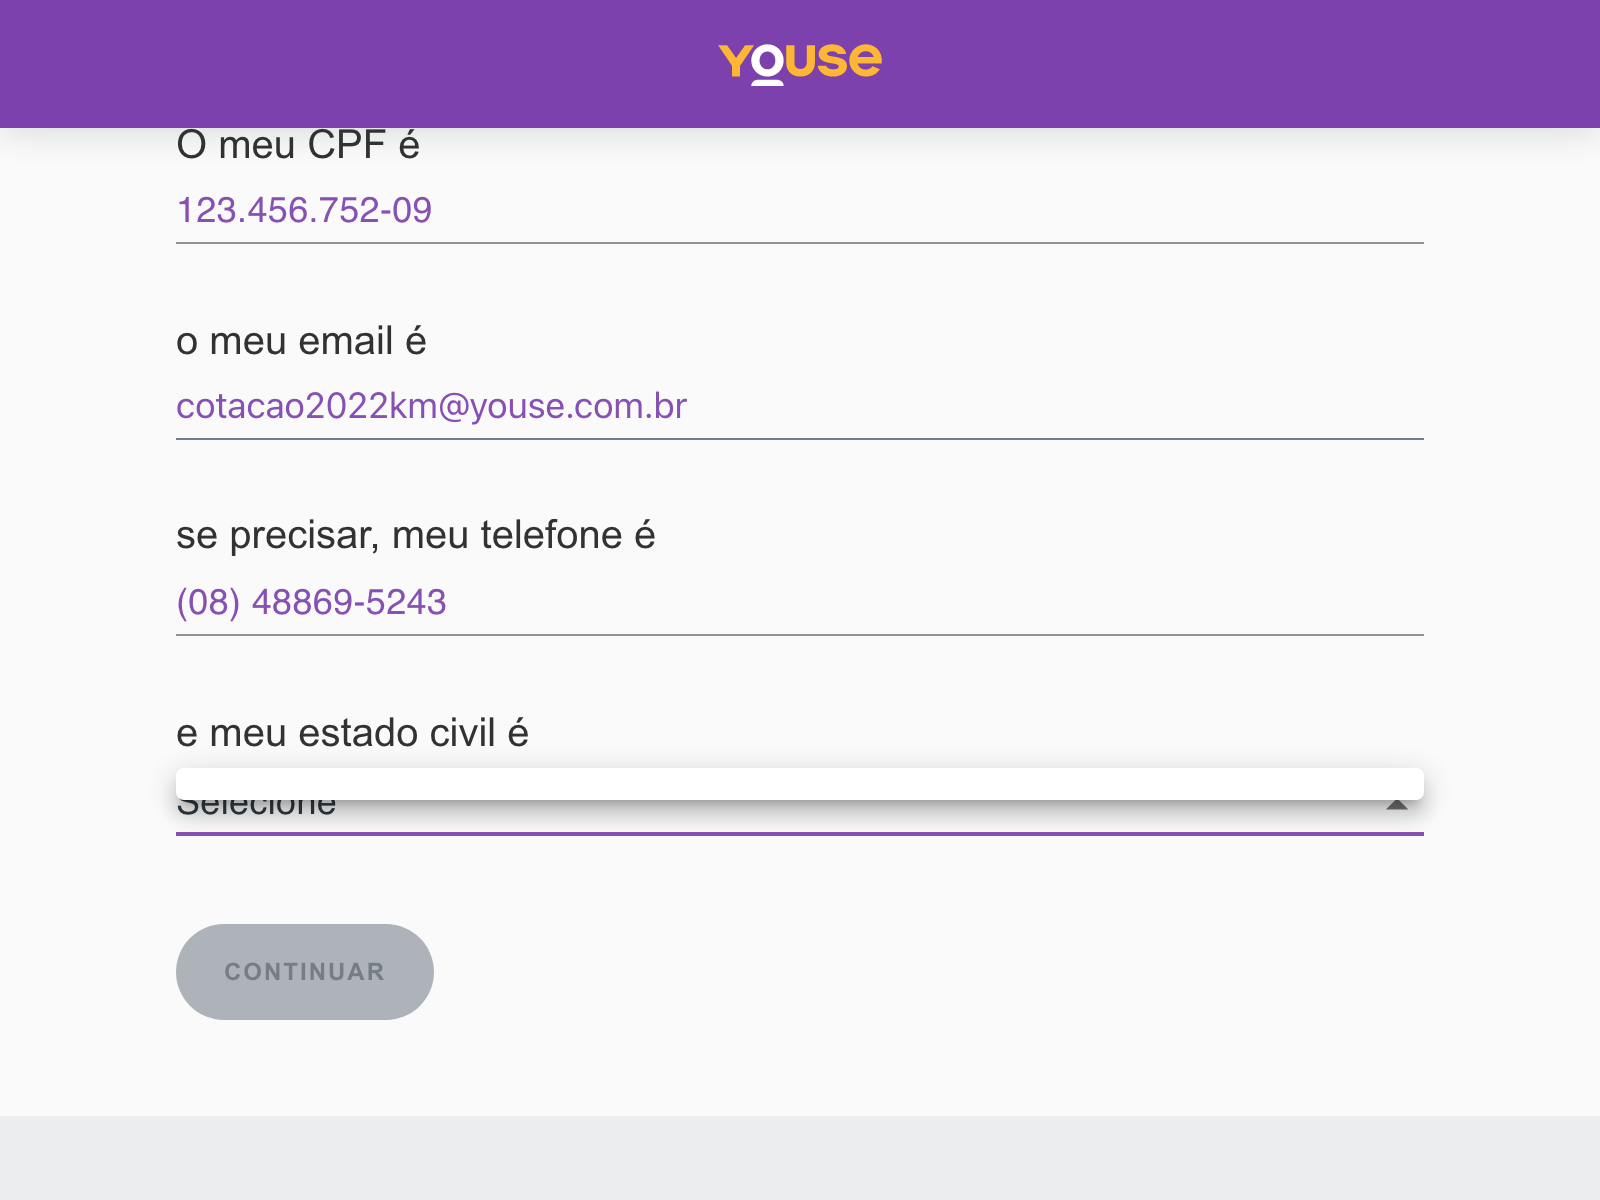 youse
O meu CPF é
123.456.752-09
o meu email é
cotacao2022km@youse.com.br
se precisar, meu telefone é
(08) 48869-5243
e meu estado civil é
Selecione
CONTINUAR